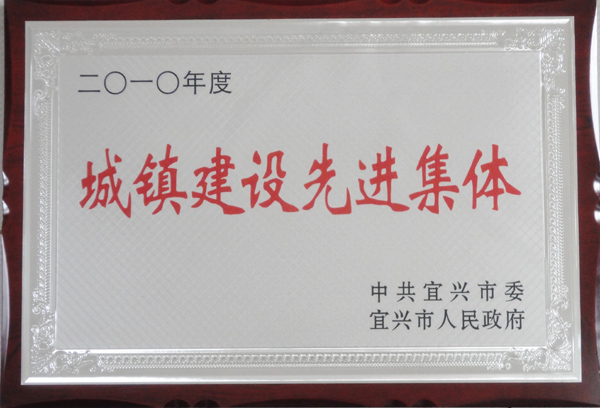 二〇一〇年度
城镇建设先进集体
中共宜兴市委
宜兴市人民政府